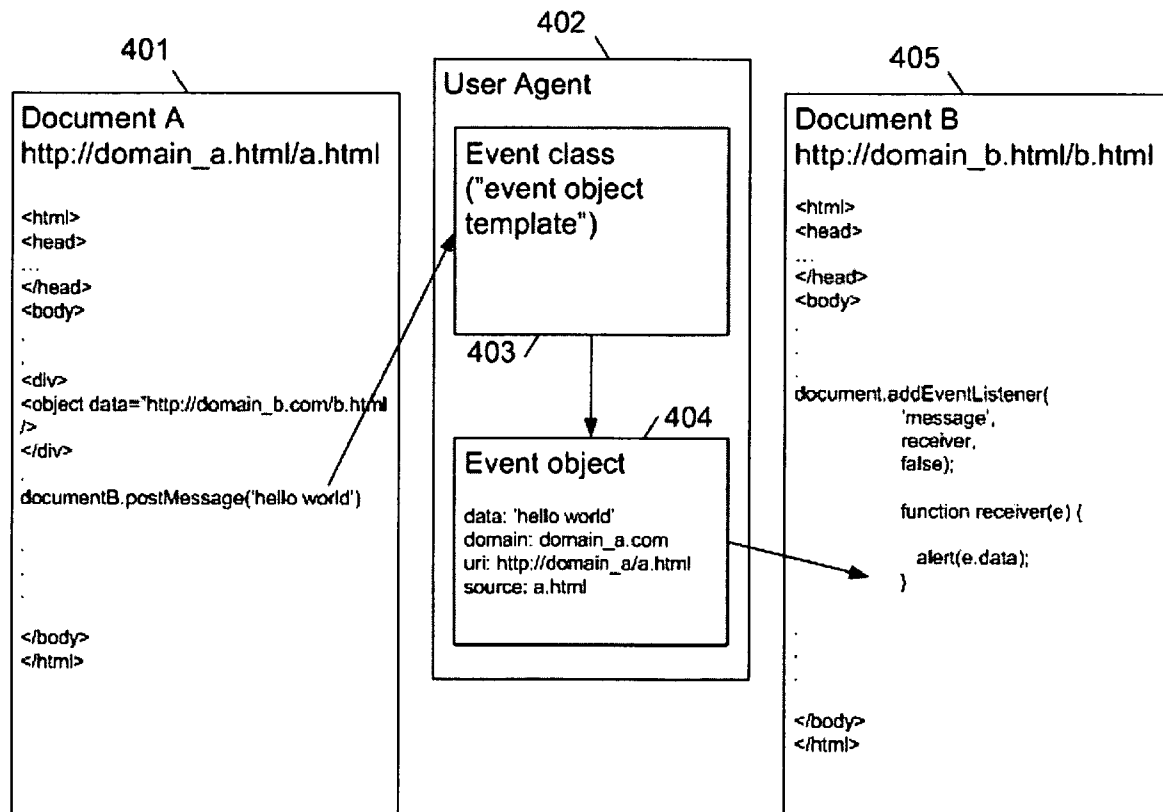 401
Document A
http://domain_a.html/a.html
<html>
<head>
...
</head>
<body>
.
.
<div>
<object data="http://domain_b.com/b.html
/>
</div>
.
documentB.postMessage('hello world')
.
.
.
</body>
</html>
402
User Agent
Event class
("event object
template")
403
404
Event object
data: 'hello world'
domain: domain_a.com
uri: http://domain_a/a.html
source: a.html
405
Document B
http://domain_b.html/b.html
<html>
<head>
...
</head>
<body>
.
.
.
document.addEventListener(
'message',
receiver,
false);
function receiver(e) {
alert(e.data);
}
.
.
.
</body>
</html>